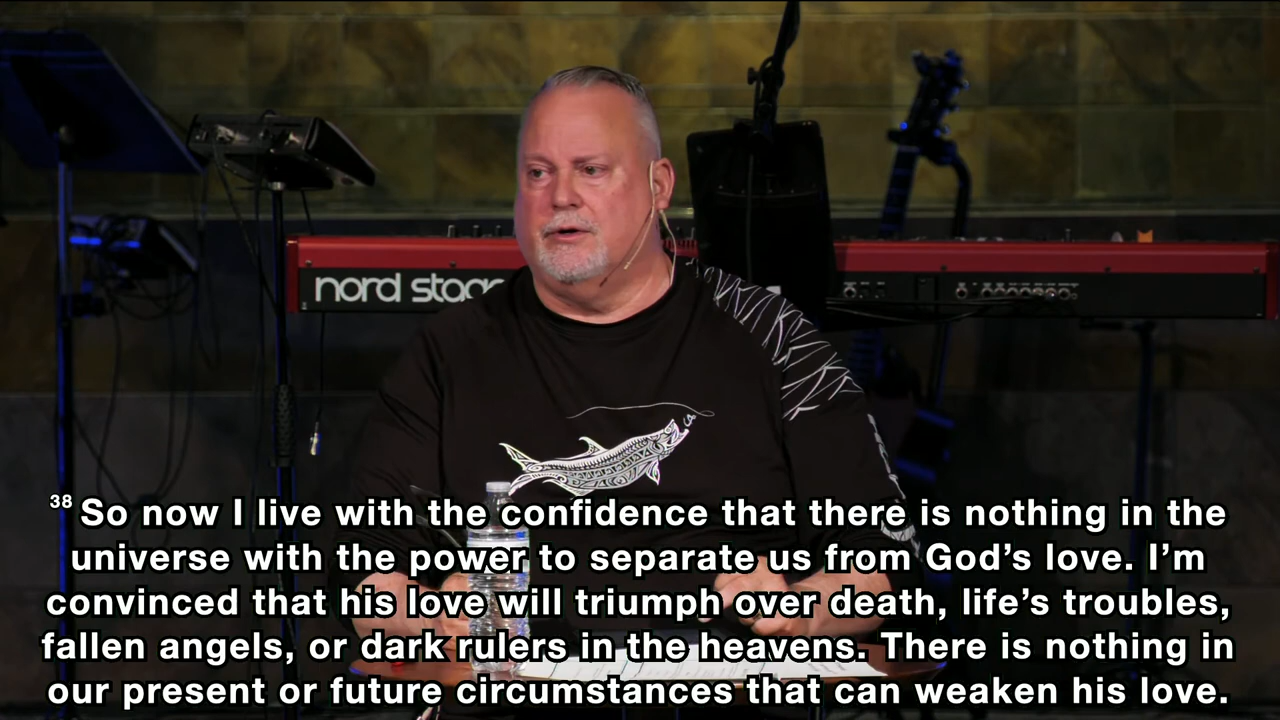 nord stage
³⁸ So now I live with the confidence that there is nothing in the
universe with the power to separate us from God’s love. I’m
convinced that his love will triumph over death, life’s troubles,
fallen angels, or dark rulers in the heavens. There is nothing in
our present or future circumstances that can weaken his love.